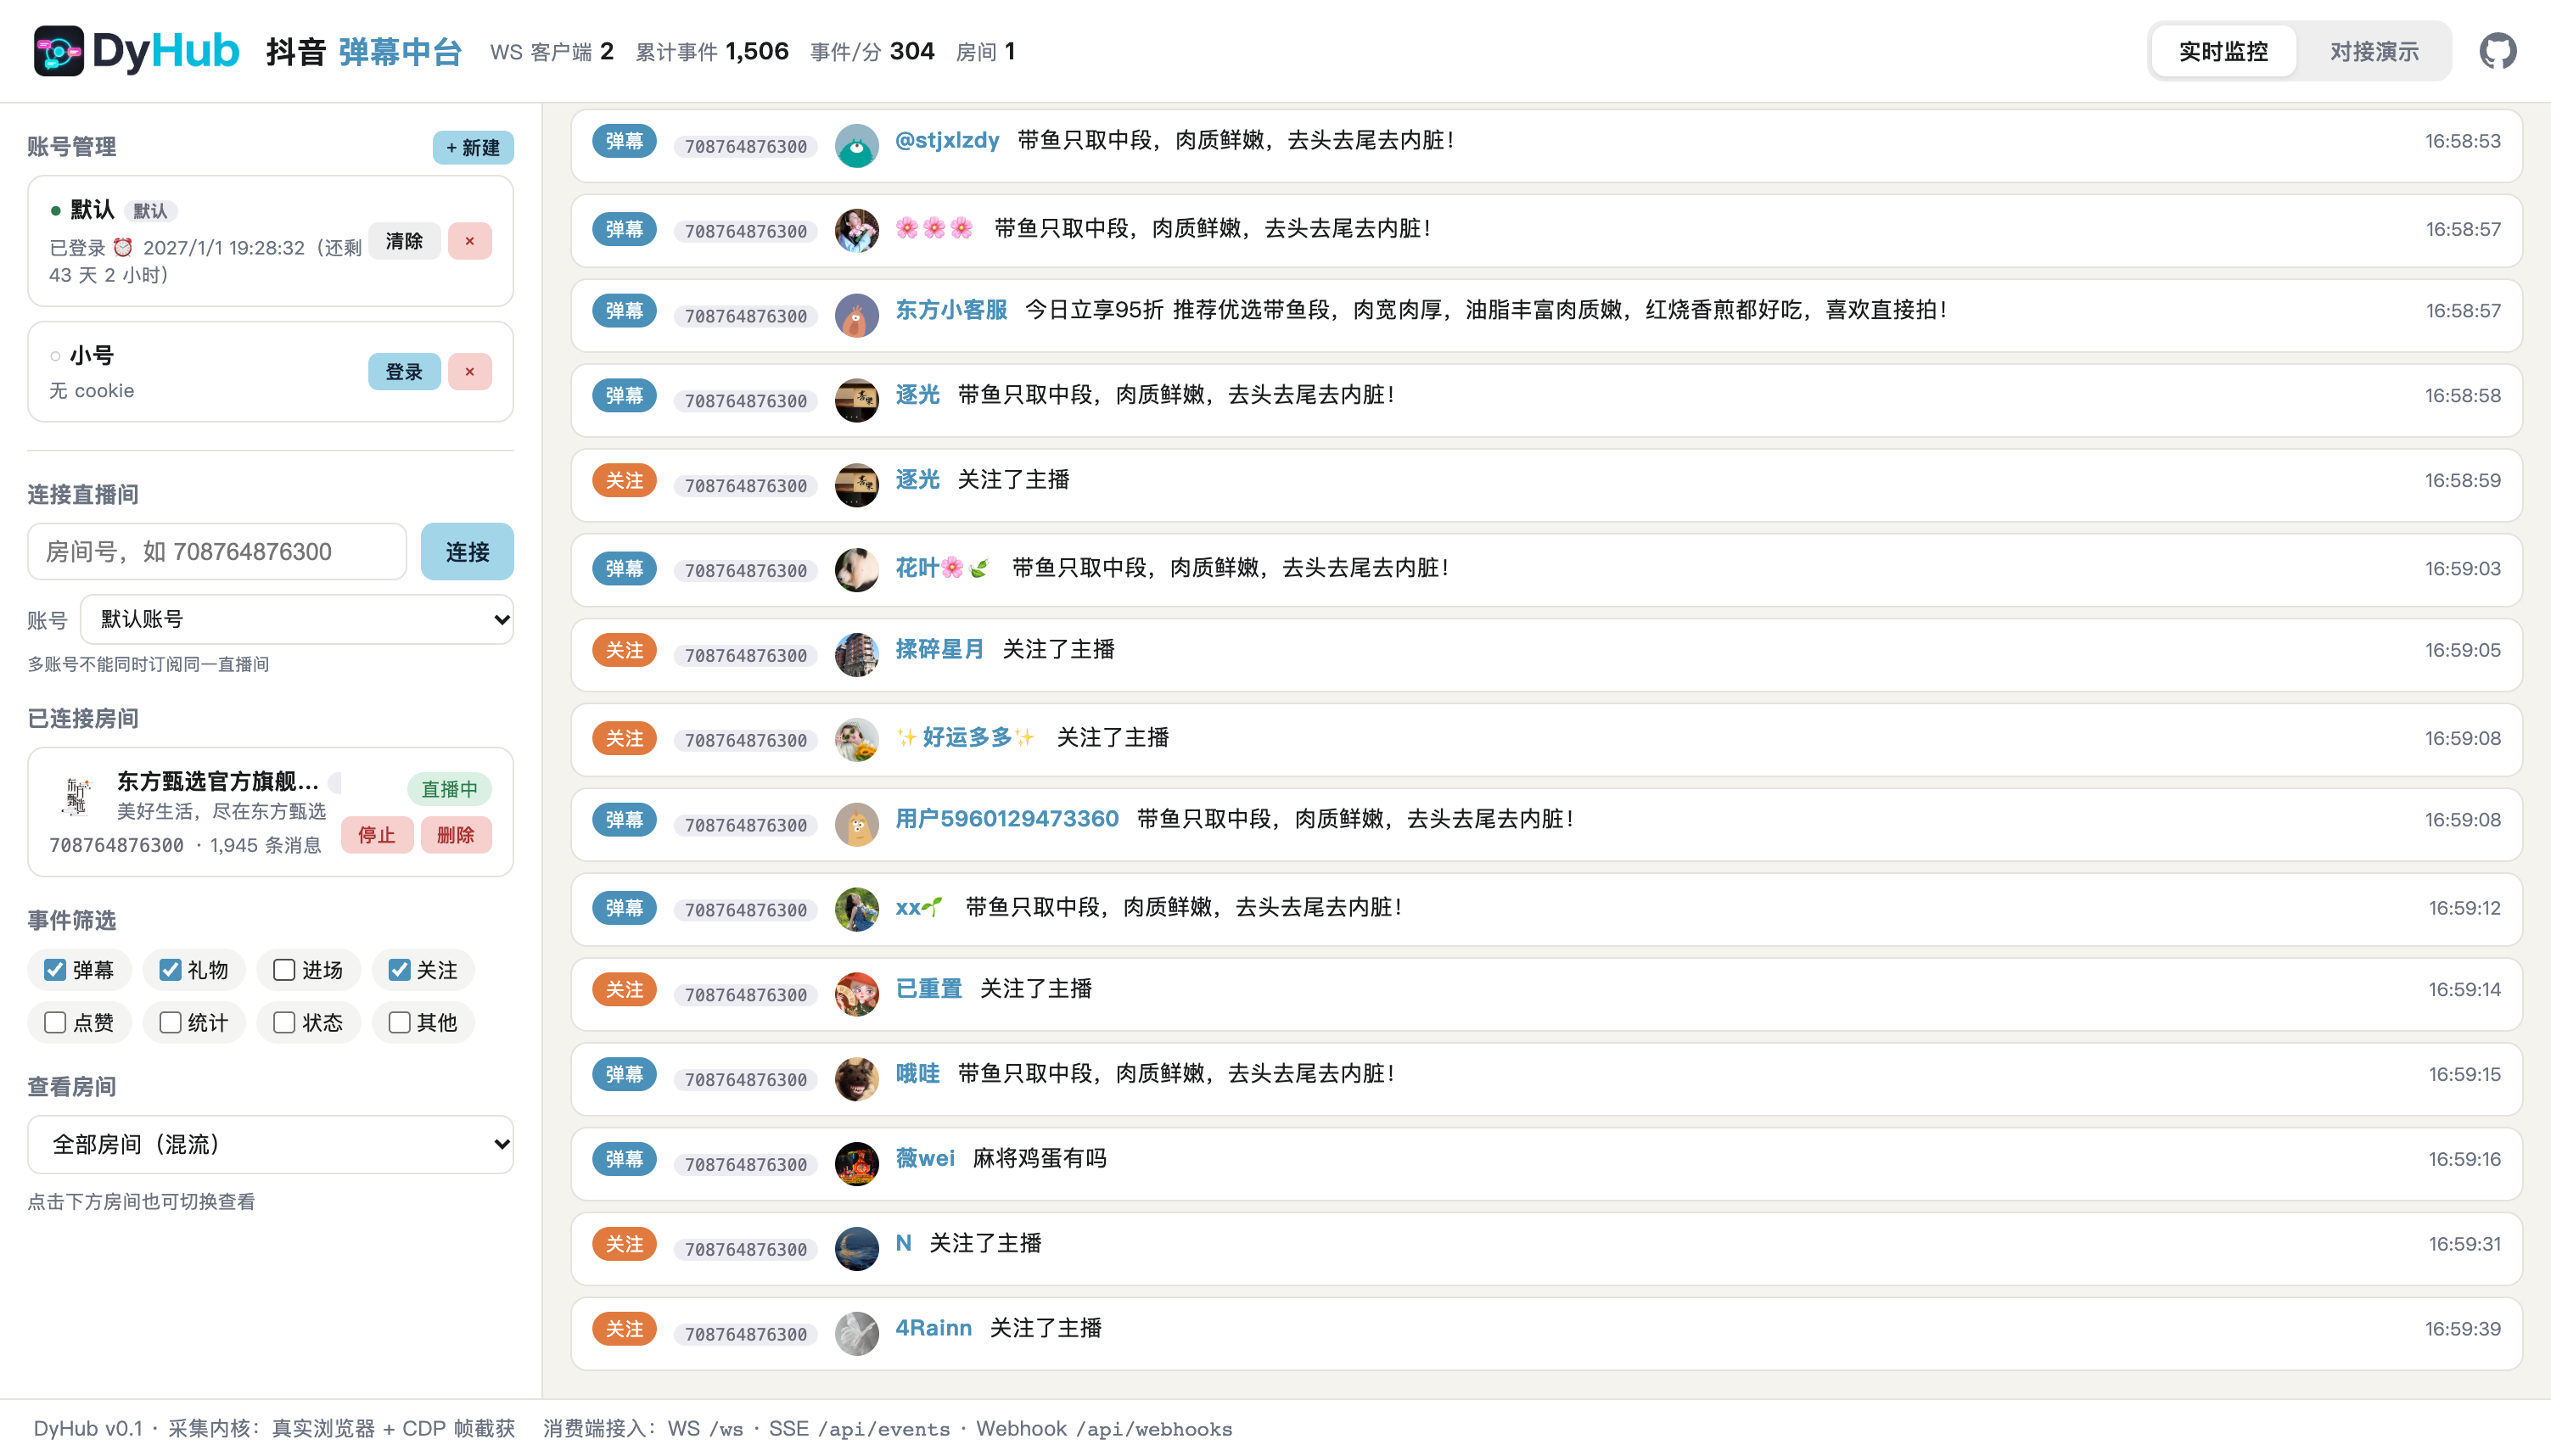 DyHub 抖音 弹幕中台 WS 客户端 2 累计事件 1,506 事件/分 304 房间 1 实时监控 对接演示
账号管理 + 新建
默认 默认
已登录 ⏰ 2027/1/1 19:28:32（还剩
43 天 2 小时）
清除 ×
小号
无 cookie
登录 ×
连接直播间
房间号，如 708764876300 连接
账号 默认账号
多账号不能同时订阅同一直播间
已连接房间
东方甄选官方旗舰... 直播中
美好生活，尽在东方甄选
708764876300 · 1,945 条消息 停止 删除
事件筛选
弹幕 礼物 进场 关注
点赞 统计 状态 其他
查看房间
全部房间（混流）
点击下方房间也可切换查看
弹幕 708764876300 @stjxlzdy 带鱼只取中段，肉质鲜嫩，去头去尾去内脏！ 16:58:53
弹幕 708764876300 🌸🌸🌸 带鱼只取中段，肉质鲜嫩，去头去尾去内脏！ 16:58:57
弹幕 708764876300 东方小客服 今日立享95折 推荐优选带鱼段，肉宽肉厚，油脂丰富肉质嫩，红烧香煎都好吃，喜欢直接拍！ 16:58:57
弹幕 708764876300 逐光 带鱼只取中段，肉质鲜嫩，去头去尾去内脏！ 16:58:58
关注 708764876300 逐光 关注了主播 16:58:59
弹幕 708764876300 花叶🌸🍃 带鱼只取中段，肉质鲜嫩，去头去尾去内脏！ 16:59:03
关注 708764876300 揉碎星月 关注了主播 16:59:05
关注 708764876300 ✨好运多多✨ 关注了主播 16:59:08
弹幕 708764876300 用户5960129473360 带鱼只取中段，肉质鲜嫩，去头去尾去内脏！ 16:59:08
弹幕 708764876300 xx🌱 带鱼只取中段，肉质鲜嫩，去头去尾去内脏！ 16:59:12
关注 708764876300 已重置 关注了主播 16:59:14
弹幕 708764876300 哦哇 带鱼只取中段，肉质鲜嫩，去头去尾去内脏！ 16:59:15
弹幕 708764876300 薇wei 麻将鸡蛋有吗 16:59:16
关注 708764876300 N 关注了主播 16:59:31
关注 708764876300 4Rainn 关注了主播 16:59:39
DyHub v0.1 · 采集内核：真实浏览器 + CDP 帧截获 消费端接入：WS /ws · SSE /api/events · Webhook /api/webhooks